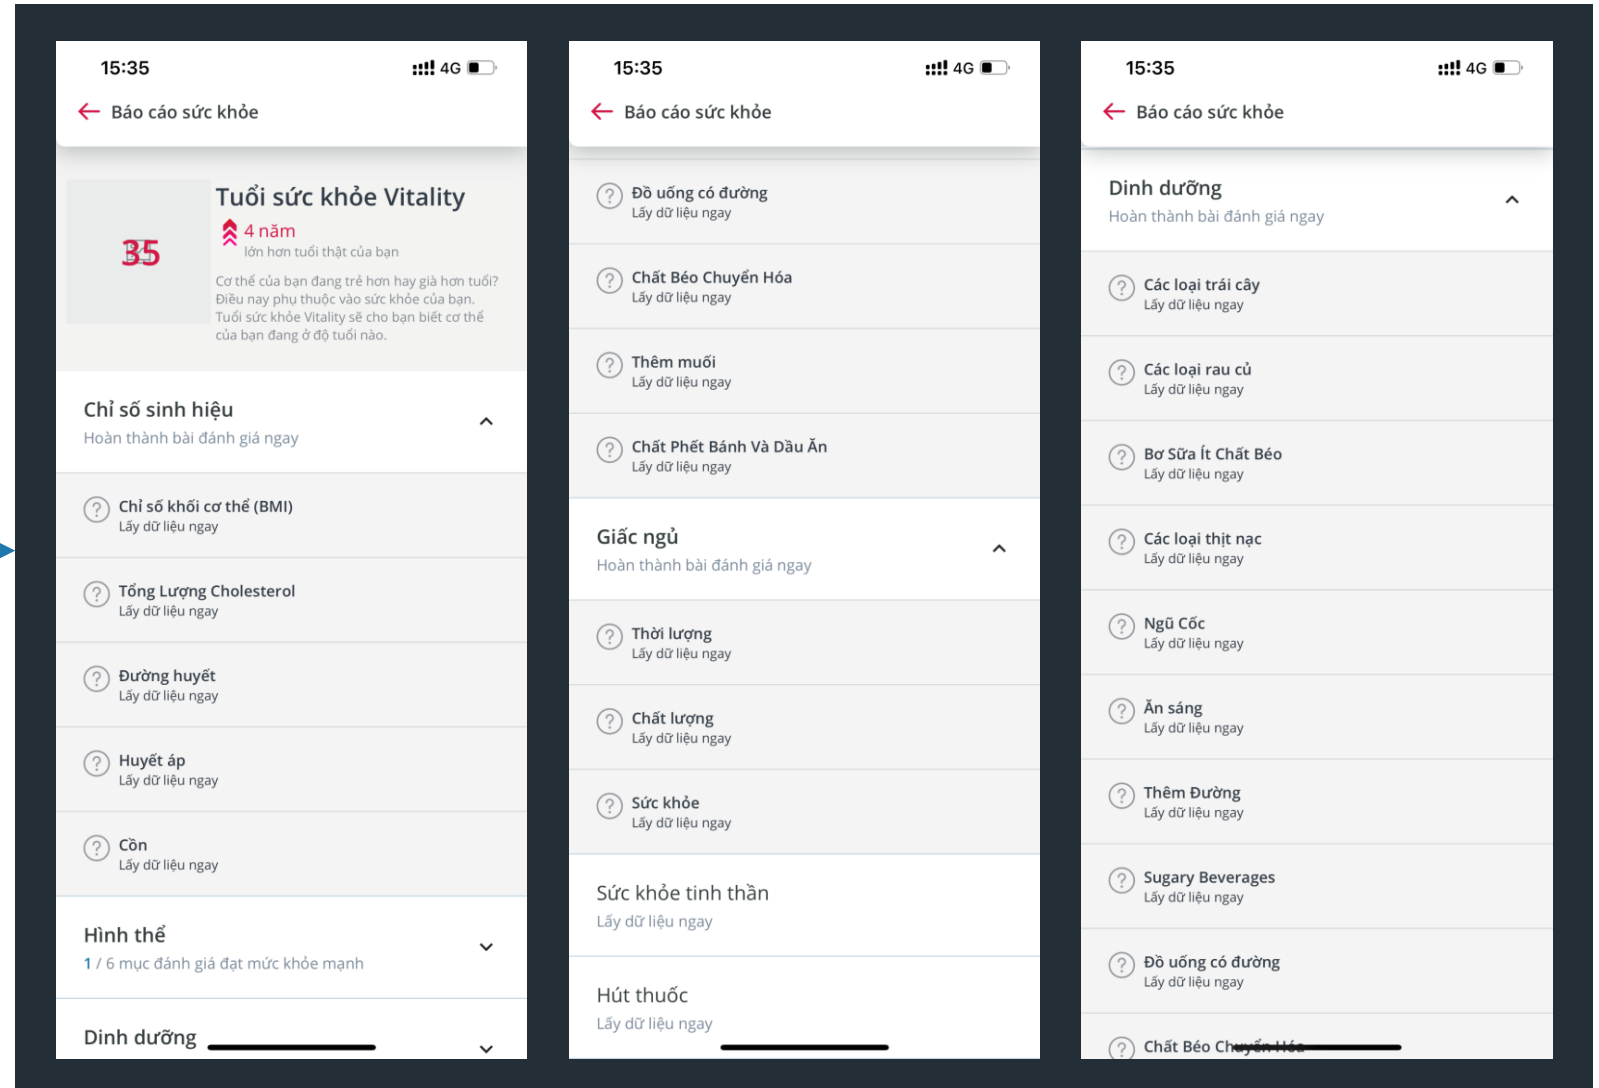 15:35
4G
Báo cáo sức khỏe
35
Tuổi sức khỏe Vitality
4 năm
lớn hơn tuổi thật của bạn
Cơ thể của bạn đang trẻ hơn hay già hơn tuổi?
Điều nay phụ thuộc vào sức khỏe của bạn.
Tuổi sức khỏe Vitality sẽ cho bạn biết cơ thể
của bạn đang ở độ tuổi nào.
Chỉ số sinh hiệu
Hoàn thành bài đánh giá ngay
Chỉ số khối cơ thể (BMI)
Lấy dữ liệu ngay
Tổng Lượng Cholesterol
Lấy dữ liệu ngay
Đường huyết
Lấy dữ liệu ngay
Huyết áp
Lấy dữ liệu ngay
Cồn
Lấy dữ liệu ngay
Hình thể
1 / 6 mục đánh giá đạt mức khỏe mạnh
Dinh dưỡng
15:35
4G
Báo cáo sức khỏe
Đồ uống có đường
Lấy dữ liệu ngay
Chất Béo Chuyển Hóa
Lấy dữ liệu ngay
Thêm muối
Lấy dữ liệu ngay
Chất Phết Bánh Và Dầu Ăn
Lấy dữ liệu ngay
Giấc ngủ
Hoàn thành bài đánh giá ngay
Thời lượng
Lấy dữ liệu ngay
Chất lượng
Lấy dữ liệu ngay
Sức khỏe
Lấy dữ liệu ngay
Sức khỏe tinh thần
Lấy dữ liệu ngay
Hút thuốc
Lấy dữ liệu ngay
15:35
4G
Báo cáo sức khỏe
Dinh dưỡng
Hoàn thành bài đánh giá ngay
Các loại trái cây
Lấy dữ liệu ngay
Các loại rau củ
Lấy dữ liệu ngay
Bơ Sữa Ít Chất Béo
Lấy dữ liệu ngay
Các loại thịt nạc
Lấy dữ liệu ngay
Ngũ Cốc
Lấy dữ liệu ngay
Ăn sáng
Lấy dữ liệu ngay
Thêm Đường
Lấy dữ liệu ngay
Sugary Beverages
Lấy dữ liệu ngay
Đồ uống có đường
Lấy dữ liệu ngay
Chất Béo Chuyển Hóa